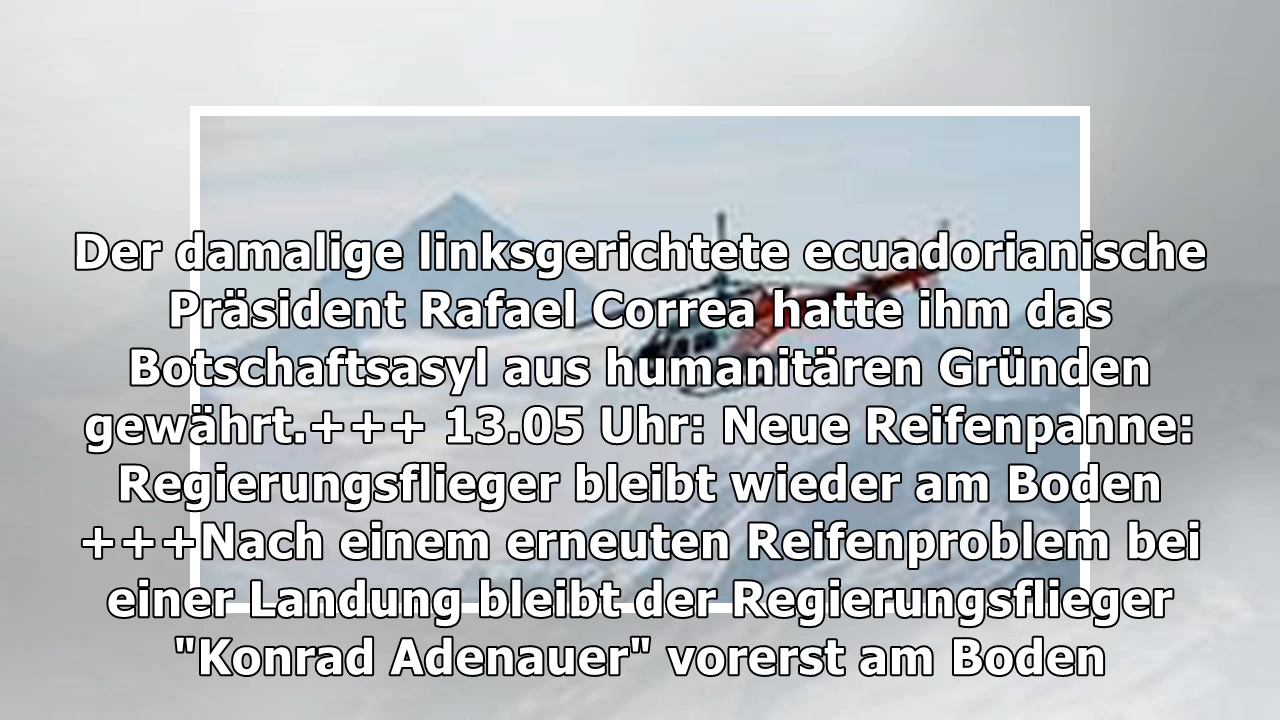 Der damalige linksgerichtete ecuadorianische
Präsident Rafael Correa hatte ihm das
Botschaftsasyl aus humanitären Gründen
gewährt.+++ 13.05 Uhr: Neue Reifenpanne:
Regierungsflieger bleibt wieder am Boden
+++Nach einem erneuten Reifenproblem bei
einer Landung bleibt der Regierungsflieger
"Konrad Adenauer" vorerst am Boden